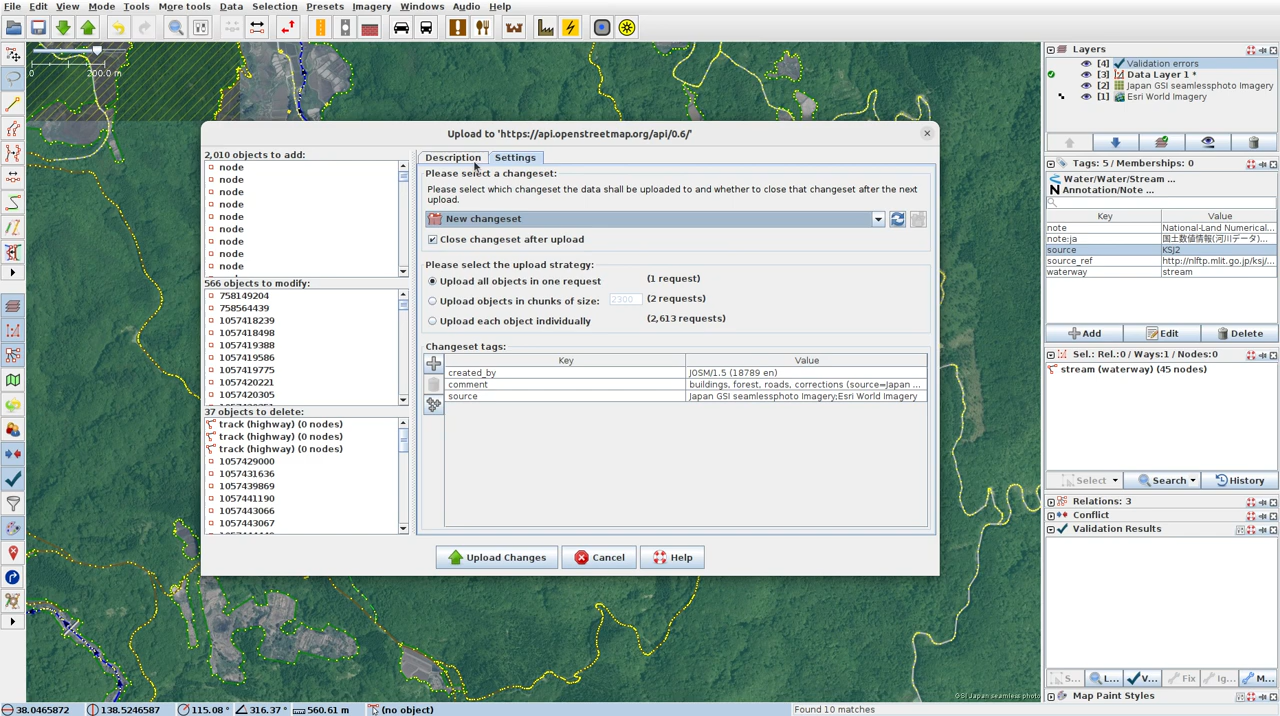 File Edit View Mode Tools More tools Data Selection Presets Imagery Windows Audio Help
0 200.0 m
Upload to 'https://api.openstreetmap.org/api/0.6/'
2,010 objects to add:
node
node
node
node
node
node
node
node
node
566 objects to modify:
758149204
758564439
1057418239
1057418498
1057419388
1057419586
1057419775
1057420221
1057420305
37 objects to delete:
track (highway) (0 nodes)
track (highway) (0 nodes)
track (highway) (0 nodes)
1057429000
1057431636
1057439869
1057441190
1057443066
1057443067
Description Settings
Please select a changeset:
Please select which changeset the data shall be uploaded to and whether to close that changeset after the next
upload.
New changeset
Close changeset after upload
Please select the upload strategy:
Upload all objects in one request (1 request)
Upload objects in chunks of size: 2300 (2 requests)
Upload each object individually (2,613 requests)
Changeset tags:
Key Value
created_by JOSM/1.5 (18789 en)
comment buildings, forest, roads, corrections (source=Japan ...
source Japan GSI seamlessphoto Imagery;Esri World Imagery
Upload Changes Cancel Help
Layers
[4] Validation errors
[3] Data Layer 1 *
[2] Japan GSI seamlessphoto Imagery
[1] Esri World Imagery
Tags: 5 / Memberships: 0
Water/Water/Stream ...
Annotation/Note ...
Key Value
note National-Land Numerical...
note:ja 国土数値情報(河川データ)...
source KSJ2
source_ref http://nlftp.mlit.go.jp/ksj/...
waterway stream
Add Edit Delete
Sel.: Rel.:0 / Ways:1 / Nodes:0
stream (waterway) (45 nodes)
Select Search History
Relations: 3
Conflict
Validation Results
S... L... V... Fix Ig... M...
Map Paint Styles
GSI Japan seamless photo
38.0465872 138.5246587 115.08 ° 316.37 ° 560.61 m (no object) Found 10 matches